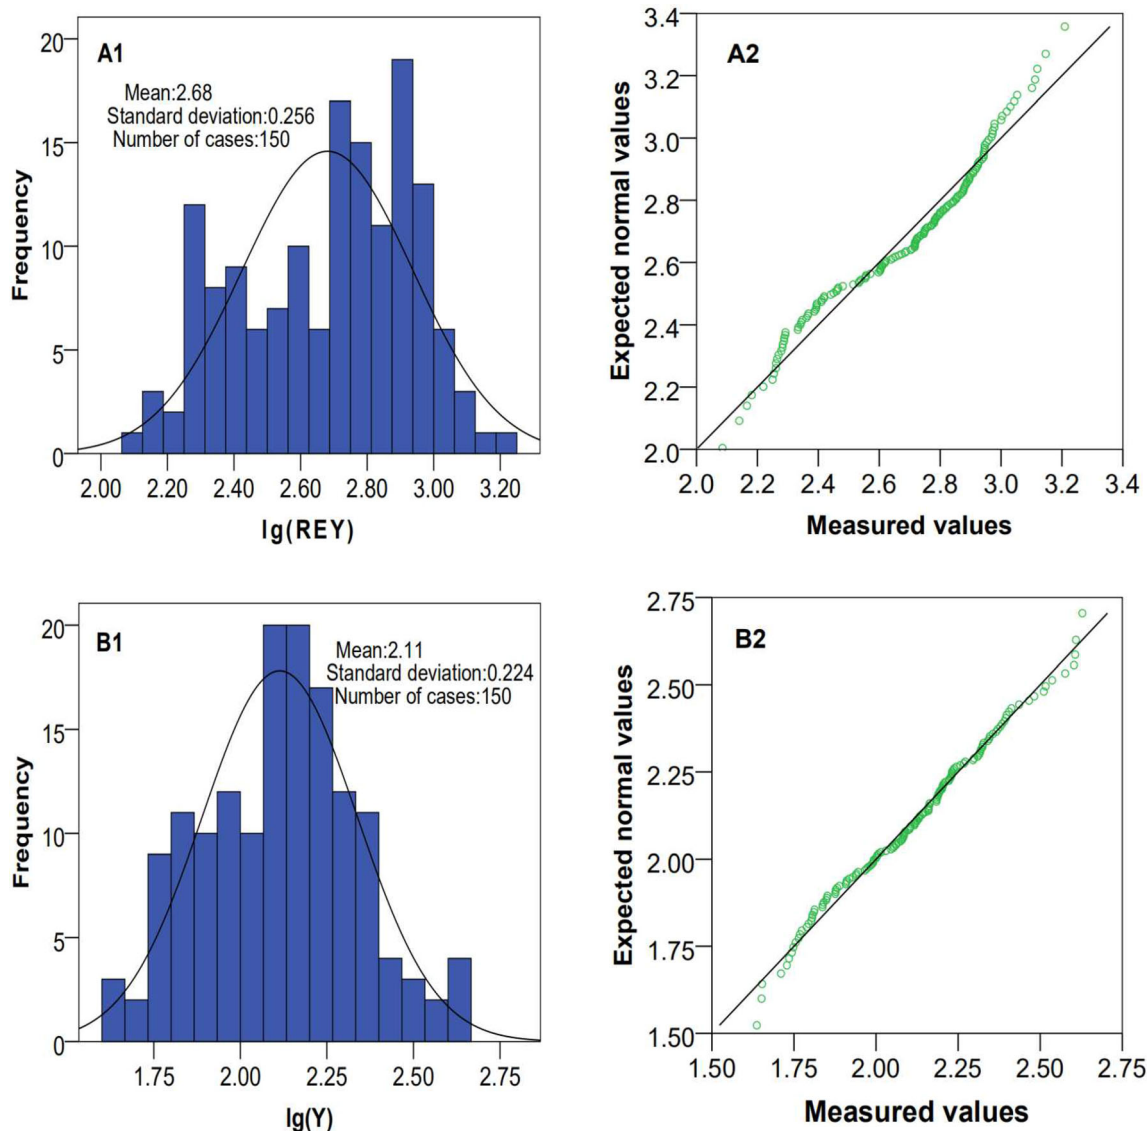 A1
Mean:2.68
Standard deviation:0.256
Number of cases:150
Frequency
20
15
10
5
0
2.00 2.20 2.40 2.60 2.80 3.00 3.20
lg(REY)
A2
Expected normal values
3.4
3.2
3.0
2.8
2.6
2.4
2.2
2.0
2.0 2.2 2.4 2.6 2.8 3.0 3.2 3.4
Measured values
B1
Mean:2.11
Standard deviation:0.224
Number of cases:150
Frequency
20
15
10
5
0
1.75 2.00 2.25 2.50 2.75
lg(Y)
B2
Expected normal values
2.75
2.50
2.25
2.00
1.75
1.50
1.50 1.75 2.00 2.25 2.50 2.75
Measured values